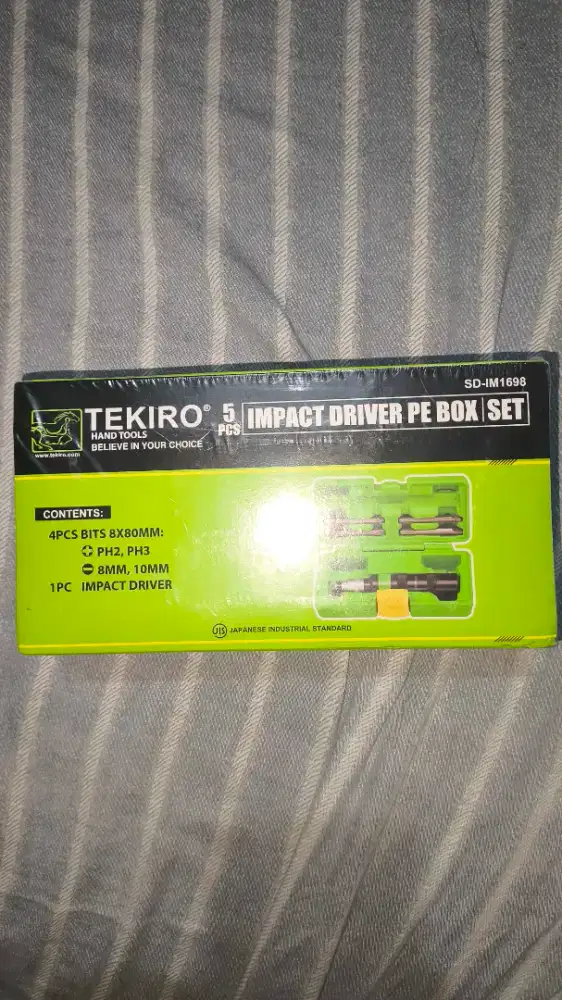 SD-IM1698
TEKIRO®
HAND TOOLS
BELIEVE IN YOUR CHOICE
www.tekiro.com
5 PCS
IMPACT DRIVER PE BOX SET
CONTENTS:
4PCS BITS 8X80MM:
PH2, PH3
8MM, 10MM
1PC IMPACT DRIVER
JIS JAPANESE INDUSTRIAL STANDARD